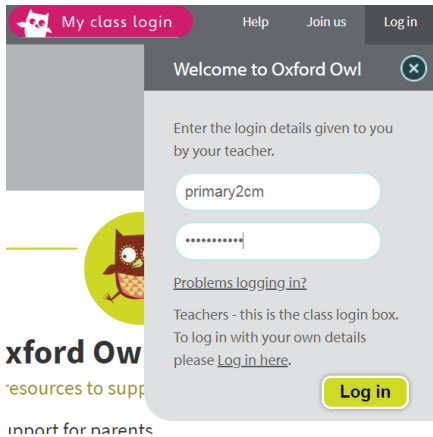 My class login
Help
Join us
Log in
Welcome to Oxford Owl
Enter the login details given to you
by your teacher.
primary2cm
•••••••••••
Problems logging in?
Teachers - this is the class login box.
To log in with your own details
please Log in here.
Log in
xford Ow
resources to supp
upport for parents